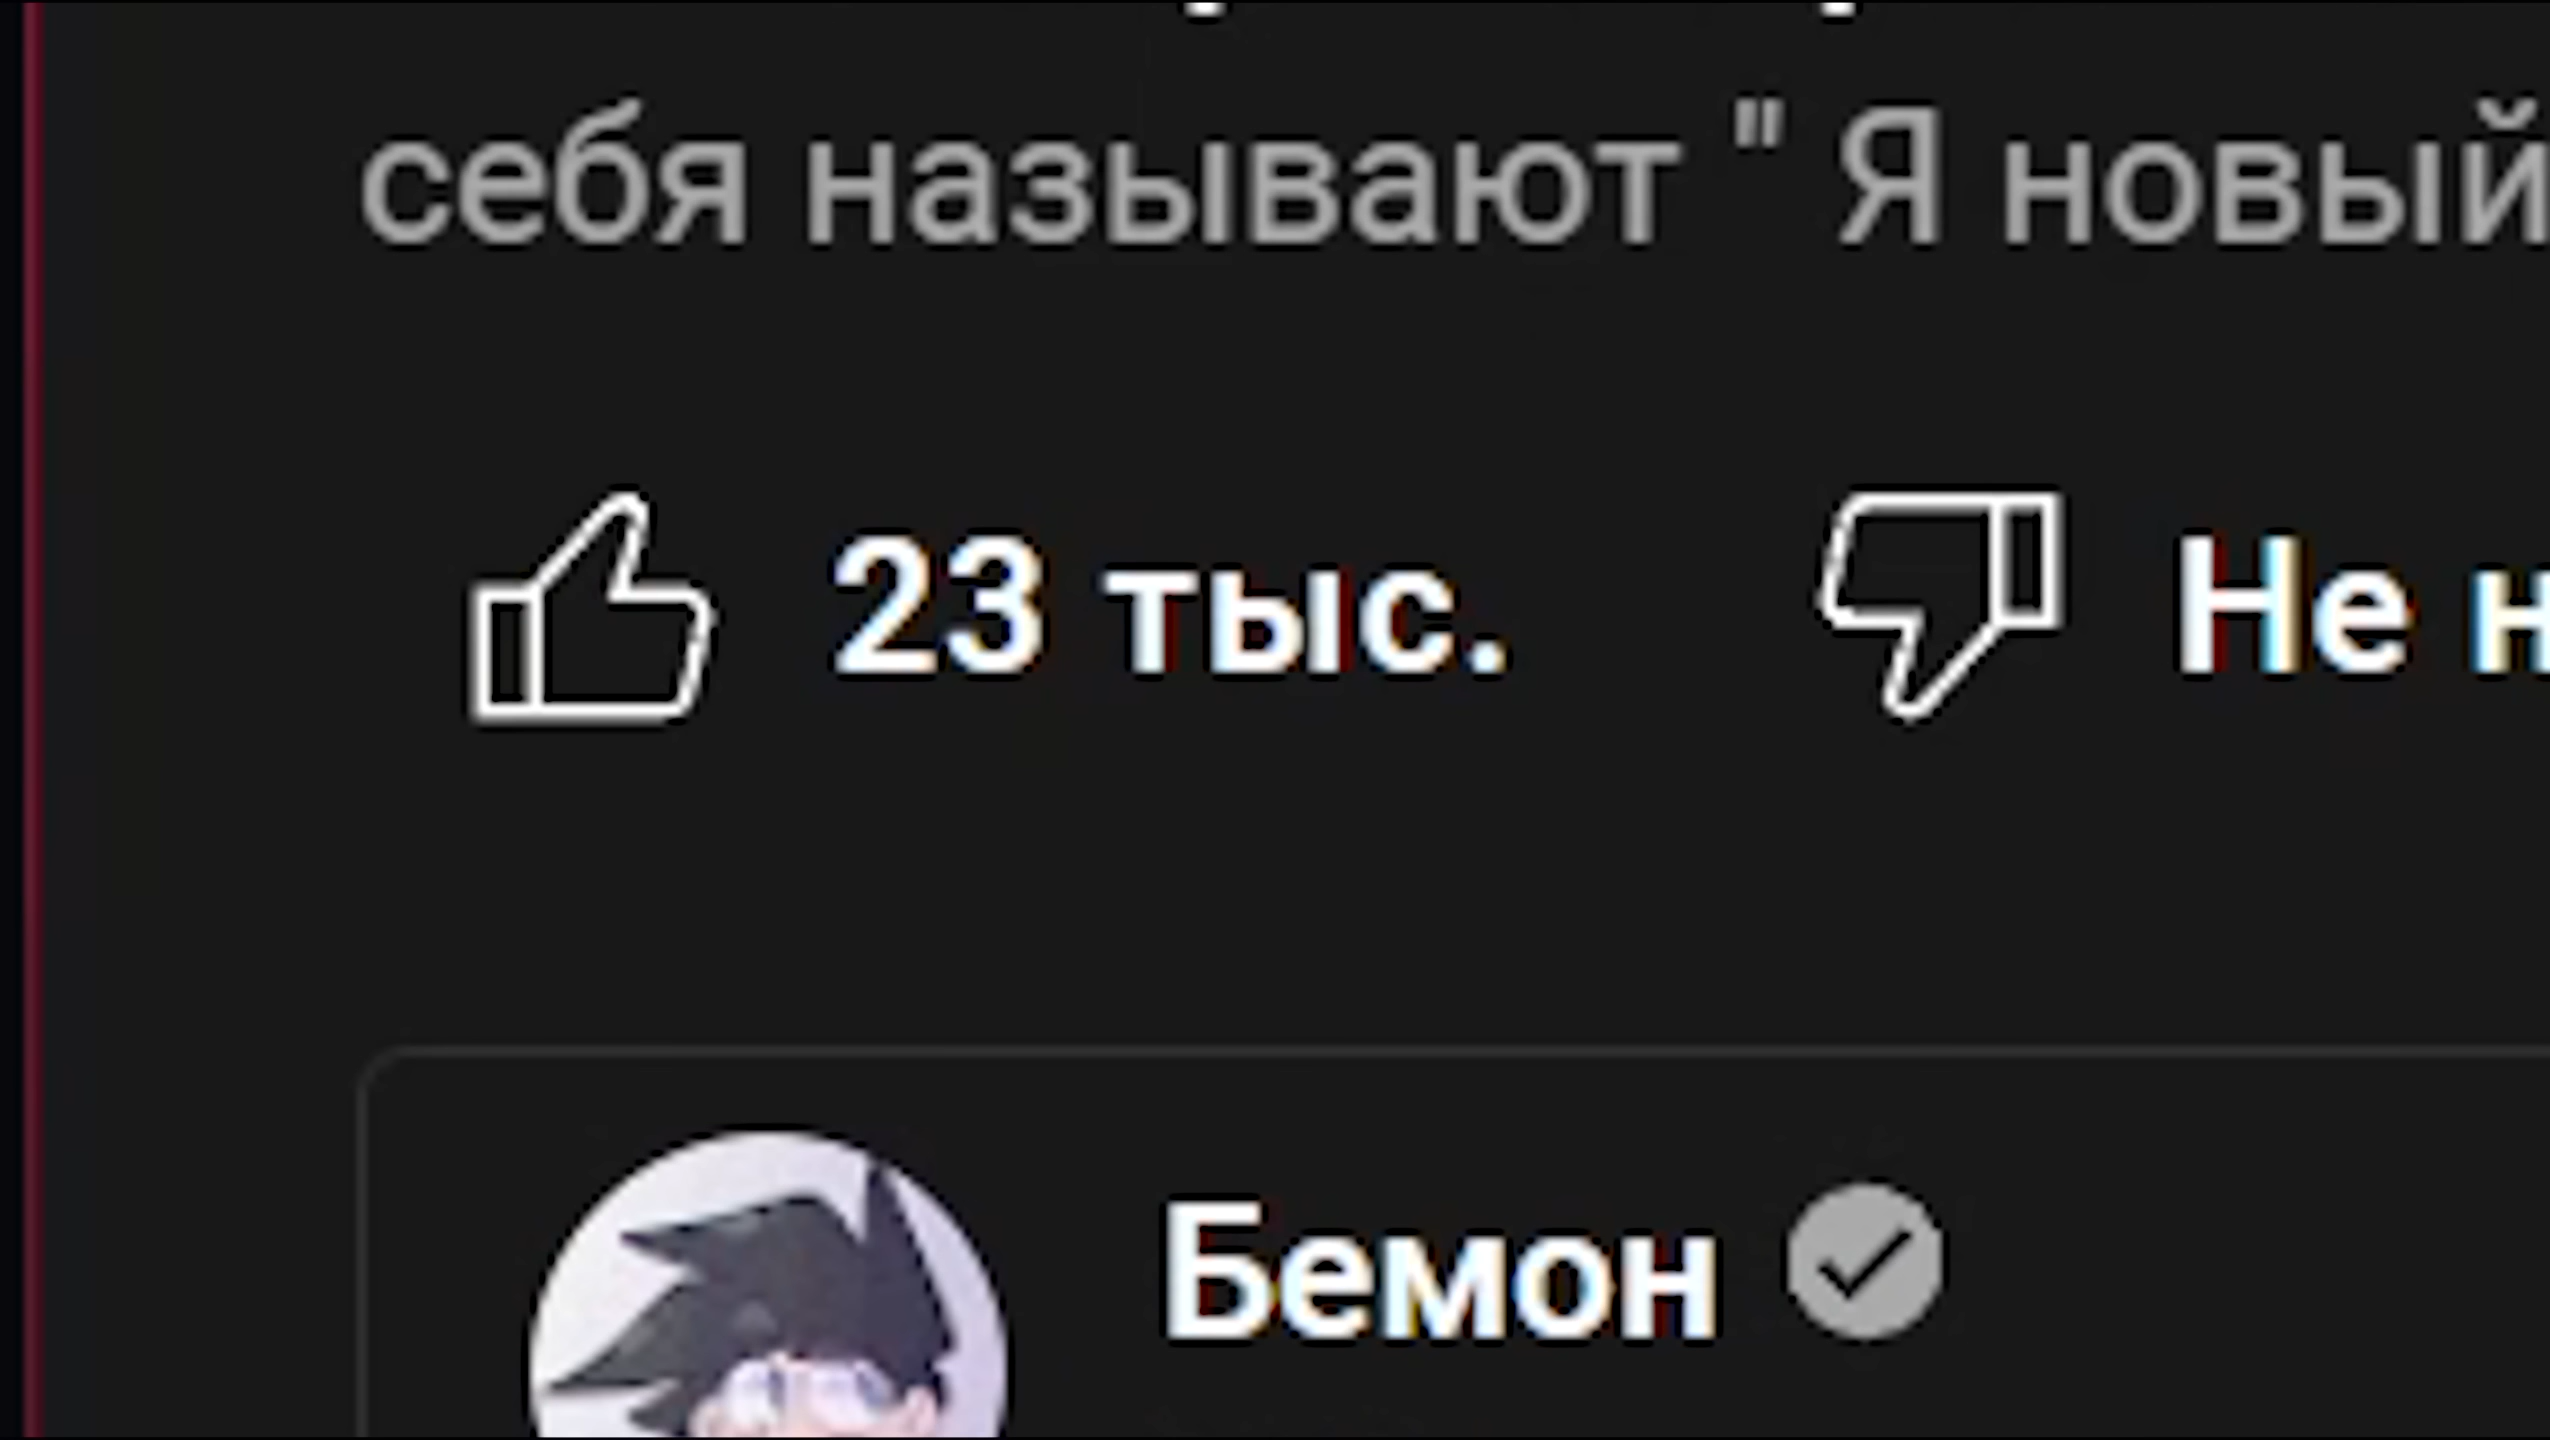 себя называют " Я новый
23 тыс.
Не
Бемон